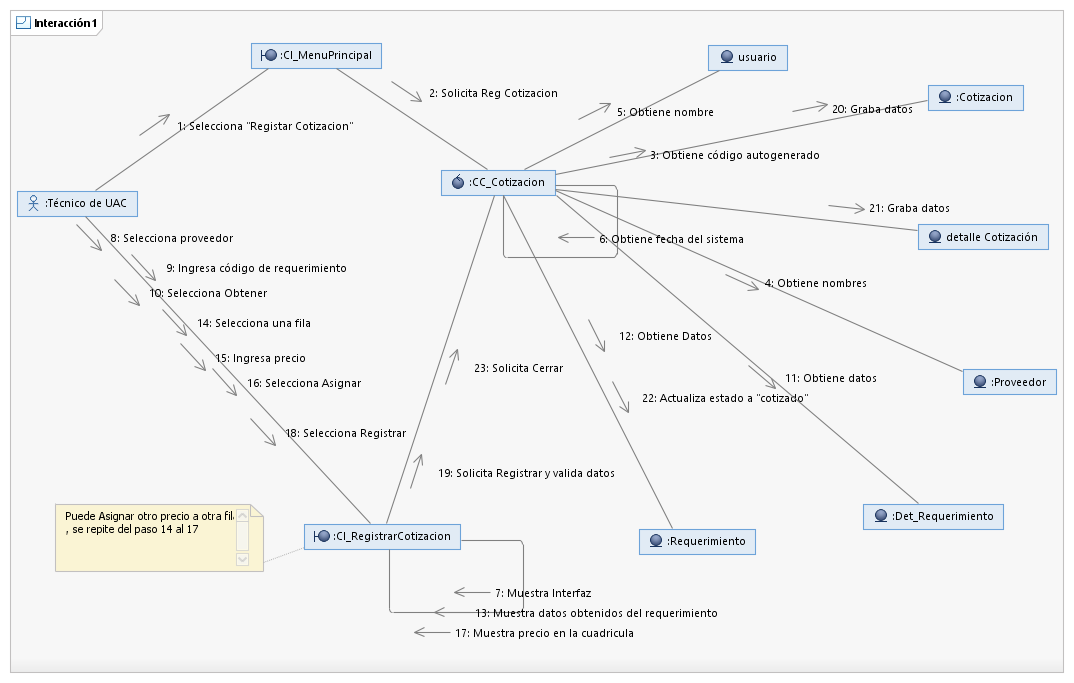 Interacción1
:CI_MenuPrincipal
usuario
2: Solicita Reg Cotizacion
:Cotizacion
20: Graba datos
5: Obtiene nombre
1: Selecciona "Registar Cotizacion"
3: Obtiene código autogenerado
:CC_Cotizacion
:Técnico de UAC
21: Graba datos
8: Selecciona proveedor
6: Obtiene fecha del sistema
detalle Cotización
9: Ingresa código de requerimiento
4: Obtiene nombres
10: Selecciona Obtener
14: Selecciona una fila
12: Obtiene Datos
15: Ingresa precio
23: Solicita Cerrar
11: Obtiene datos
:Proveedor
16: Selecciona Asignar
22: Actualiza estado a "cotizado"
18: Selecciona Registrar
19: Solicita Registrar y valida datos
Puede Asignar otro precio a otra fila
, se repite del paso 14 al 17
:Det_Requerimiento
:CI_RegistrarCotizacion
:Requerimiento
7: Muestra Interfaz
13: Muestra datos obtenidos del requerimiento
17: Muestra precio en la cuadricula